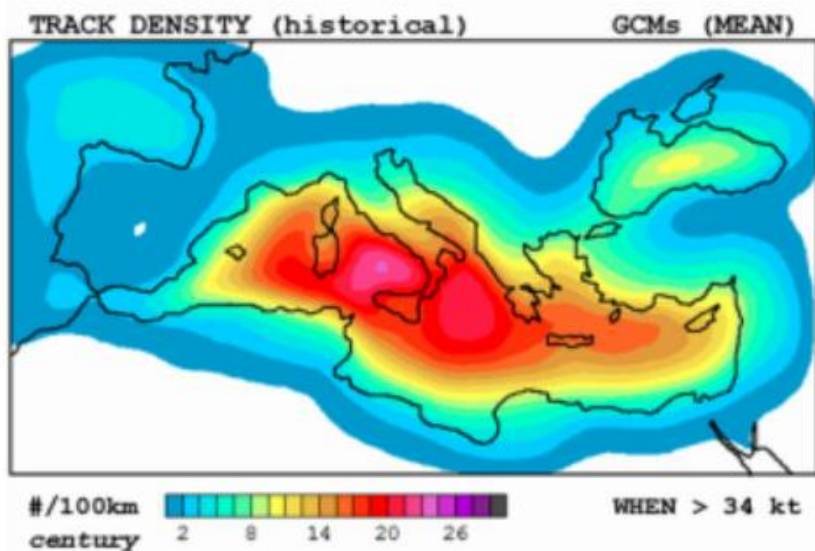 TRACK DENSITY (historical) GCMs (MEAN)
#/100km 2 8 14 20 26 WHEN > 34 kt
century